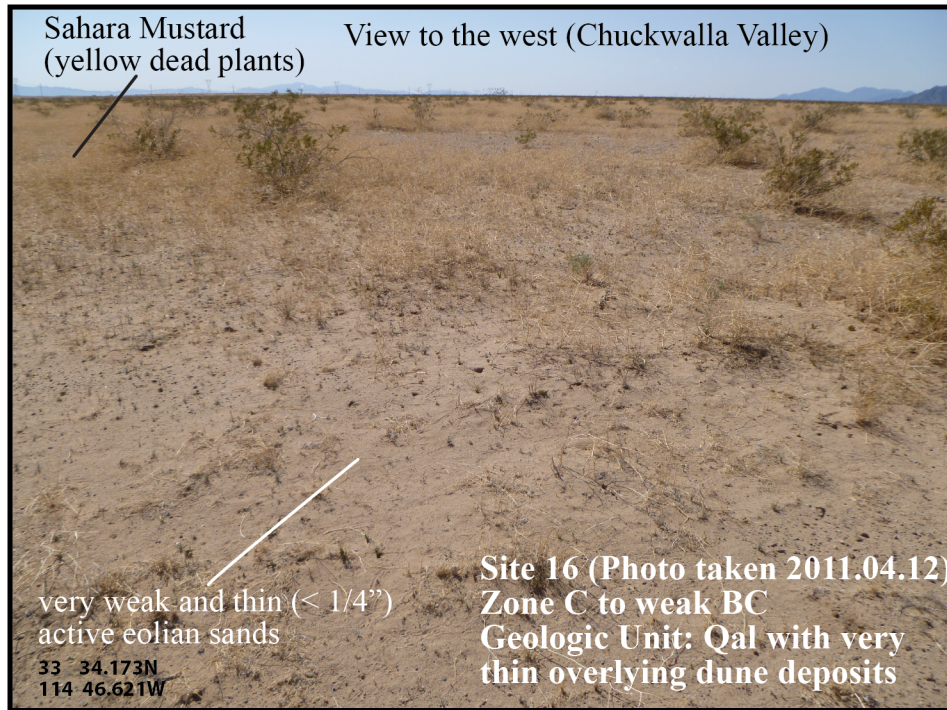 Sahara Mustard
(yellow dead plants)
View to the west (Chuckwalla Valley)
very weak and thin (< 1/4”)
active eolian sands
33 34.173N
114 46.621W
Site 16 (Photo taken 2011.04.12)
Zone C to weak BC
Geologic Unit: Qal with very
thin overlying dune deposits